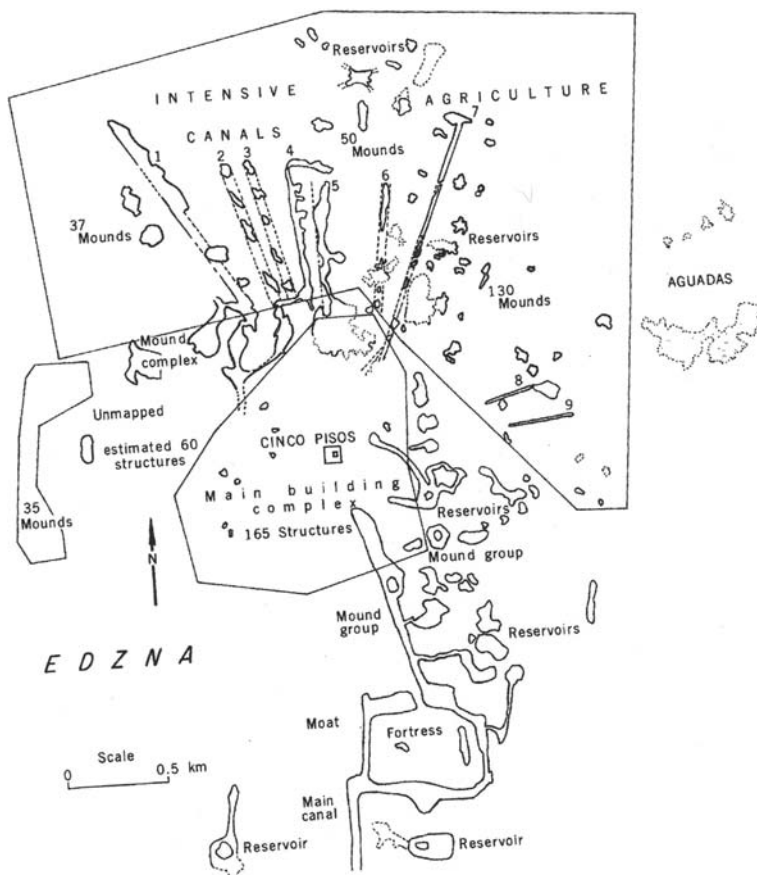 Reservoirs
INTENSIVE AGRICULTURE
CANALS
7
1
2
3
4
5
6
50
Mounds
37
Mounds
Reservoirs
130
Mounds
AGUADAS
Mound
complex
8
9
Unmapped
estimated 60
structures
CINCO PISOS
Main building
complex
165 Structures
35
Mounds
N
Reservoirs
Mound group
Mound
group
Reservoirs
EDZNA
Moat
Fortress
Scale
0 0.5 km
Main
canal
Reservoir
Reservoir